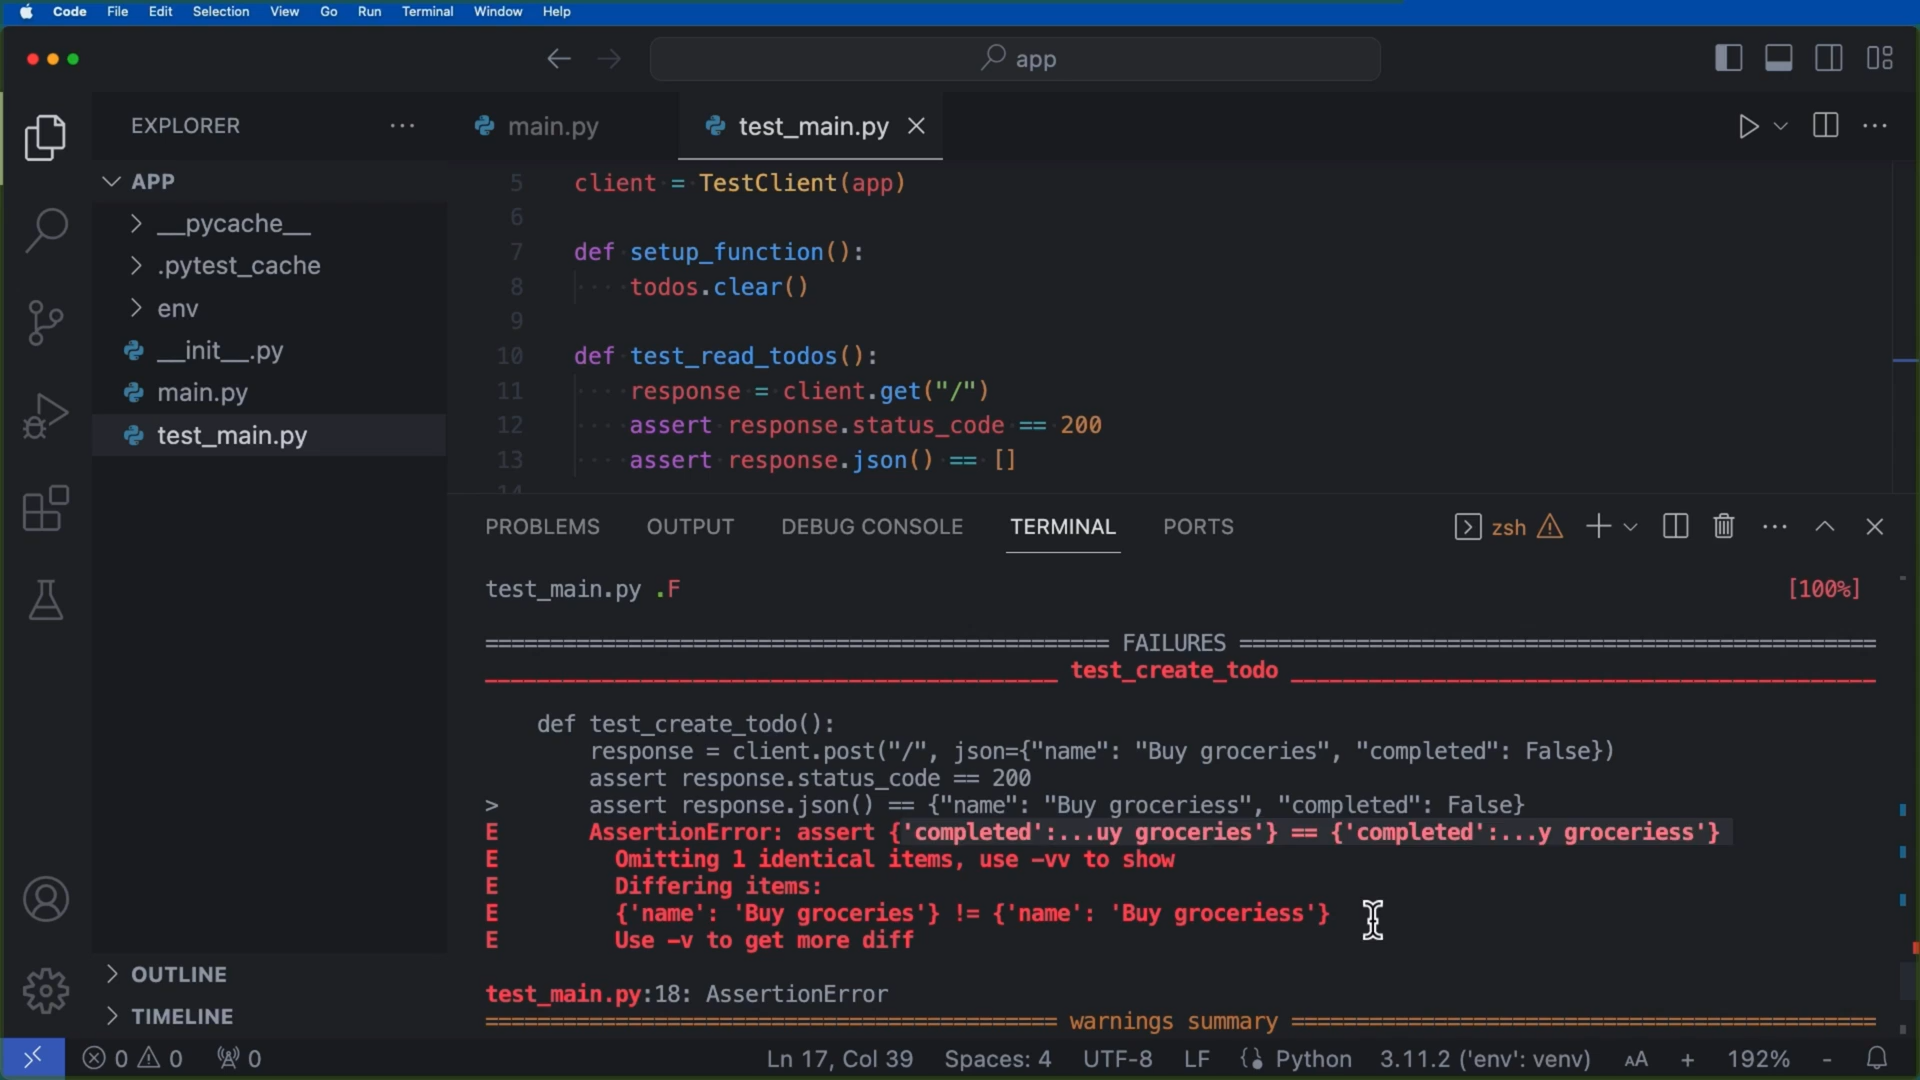 Code File Edit Selection View Go Run Terminal Window Help
app
EXPLORER ...
main.py
test_main.py
APP
__pycache__
.pytest_cache
env
__init__.py
main.py
test_main.py
OUTLINE
TIMELINE
5 client = TestClient(app)
6
7 def setup_function():
8 todos.clear()
9
10 def test_read_todos():
11 response = client.get("/")
12 assert response.status_code == 200
13 assert response.json() == []
14
PROBLEMS OUTPUT DEBUG CONSOLE TERMINAL PORTS
zsh
test_main.py .F [100%]
================================================ FAILURES =================================================
____________________________________________ test_create_todo _____________________________________________
def test_create_todo():
response = client.post("/", json={"name": "Buy groceries", "completed": False})
assert response.status_code == 200
> assert response.json() == {"name": "Buy groceriess", "completed": False}
E AssertionError: assert {'completed':...uy groceries'} == {'completed':...y groceriess'}
E Omitting 1 identical items, use -vv to show
E Differing items:
E {'name': 'Buy groceries'} != {'name': 'Buy groceriess'}
E Use -v to get more diff
test_main.py:18: AssertionError
============================================ warnings summary =============================================
0 0 0 Ln 17, Col 39 Spaces: 4 UTF-8 LF Python 3.11.2 ('env': venv) AA + 192% -